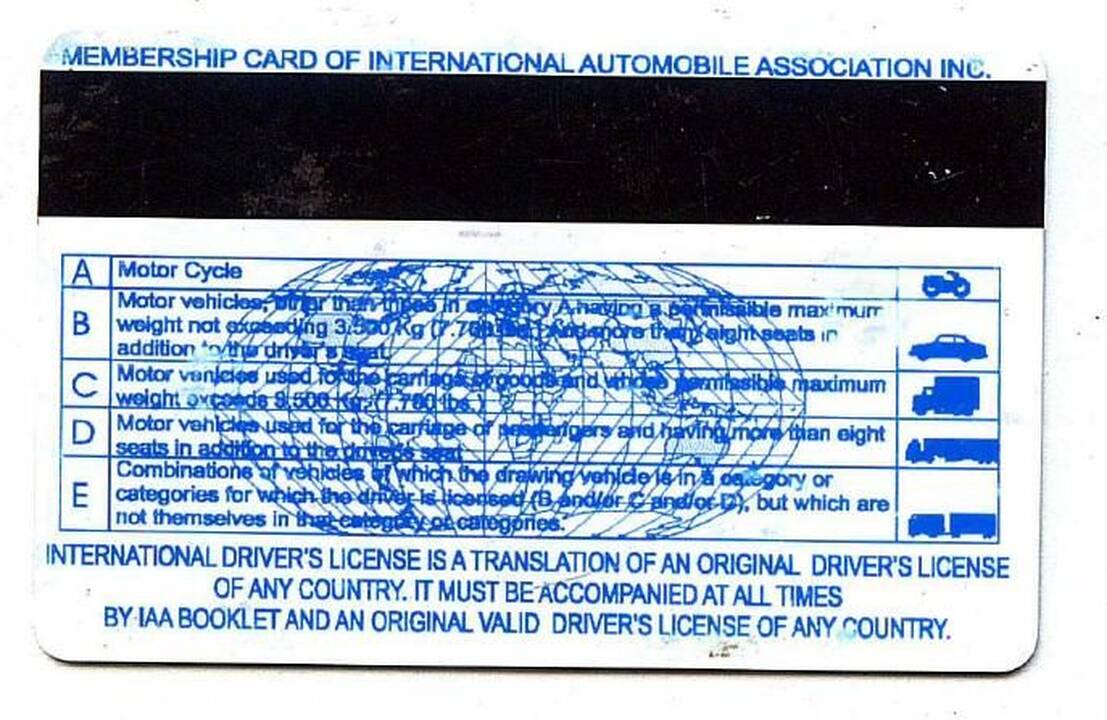 MEMBERSHIP CARD OF INTERNATIONAL AUTOMOBILE ASSOCIATION INC.
A Motor Cycle
B Motor vehicles, other than those in category A having a permissible maximum
weight not exceeding 3.500 Kg (7.700 lbs.) And more than eight seats in
addition to the driver's seat.
C Motor vehicles used for the carriage of goods and whose permissible maximum
weight exceeds 3.500 Kg. (7.700 lbs.)
D Motor vehicles used for the carriage of passengers and having more than eight
seats in addition to the driver's seat
E Combinations of vehicles of which the drawing vehicle is in a category or
categories for which the driver is licensed (B and/or C and/or D), but which are
not themselves in that category or categories.
INTERNATIONAL DRIVER'S LICENSE IS A TRANSLATION OF AN ORIGINAL DRIVER'S LICENSE
OF ANY COUNTRY. IT MUST BE ACCOMPANIED AT ALL TIMES
BY IAA BOOKLET AND AN ORIGINAL VALID DRIVER'S LICENSE OF ANY COUNTRY.